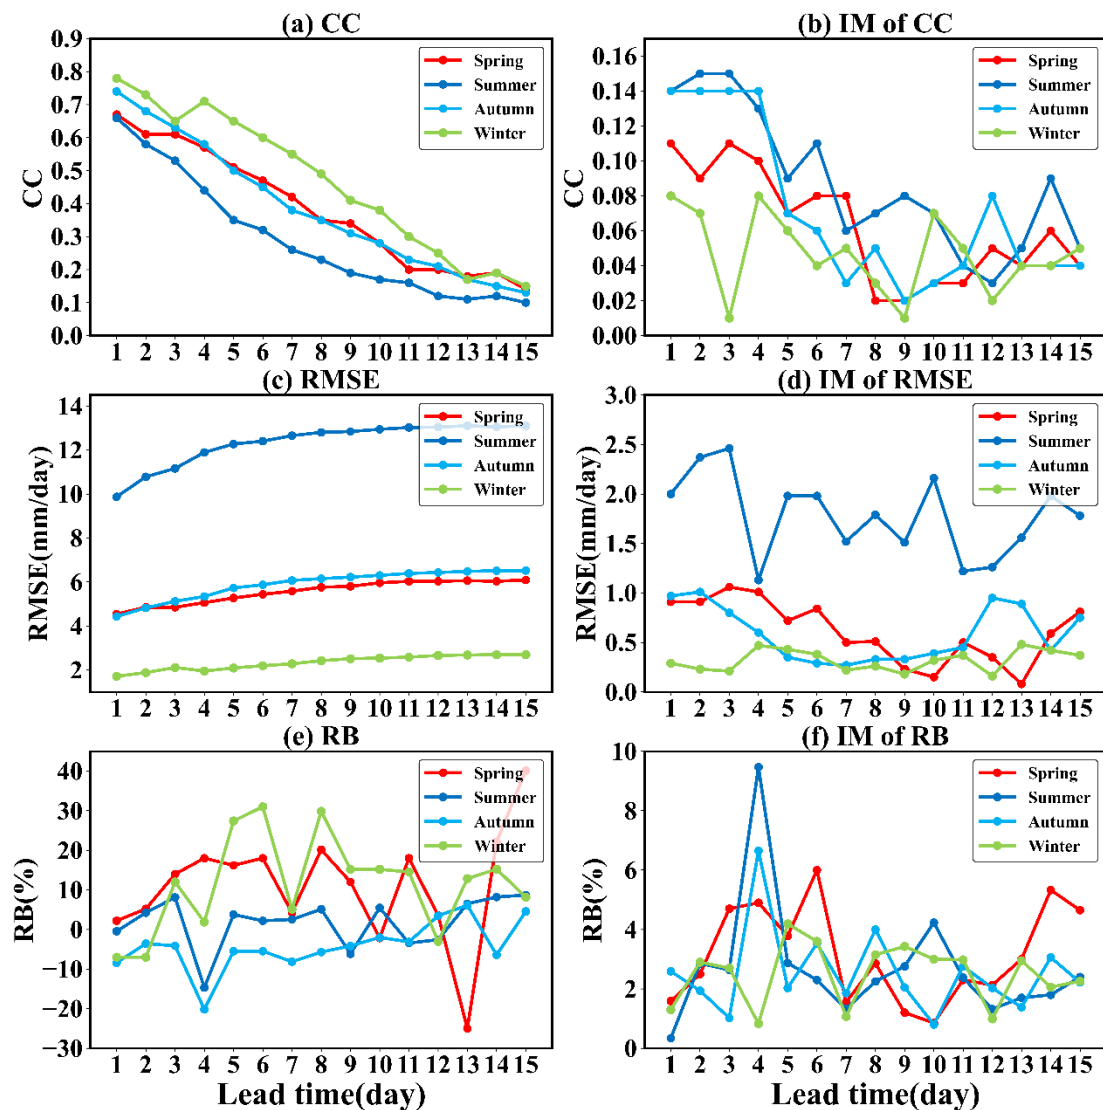 (a) CC
CC
0.9
0.8
0.7
0.6
0.5
0.4
0.3
0.2
0.1
0.0
Spring
Summer
Autumn
Winter
1 2 3 4 5 6 7 8 9 10 11 12 13 14 15
(b) IM of CC
CC
0.16
0.14
0.12
0.10
0.08
0.06
0.04
0.02
0.00
Spring
Summer
Autumn
Winter
1 2 3 4 5 6 7 8 9 10 11 12 13 14 15
(c) RMSE
RMSE(mm/day)
14
12
10
8
6
4
2
Spring
Summer
Autumn
Winter
1 2 3 4 5 6 7 8 9 10 11 12 13 14 15
(d) IM of RMSE
RMSE(mm/day)
3.0
2.5
2.0
1.5
1.0
0.5
0.0
Spring
Summer
Autumn
Winter
1 2 3 4 5 6 7 8 9 10 11 12 13 14 15
(e) RB
RB(%)
40
30
20
10
0
−10
−20
−30
Spring
Summer
Autumn
Winter
1 2 3 4 5 6 7 8 9 10 11 12 13 14 15
Lead time(day)
(f) IM of RB
RB(%)
10
8
6
4
2
0
Spring
Summer
Autumn
Winter
1 2 3 4 5 6 7 8 9 10 11 12 13 14 15
Lead time(day)